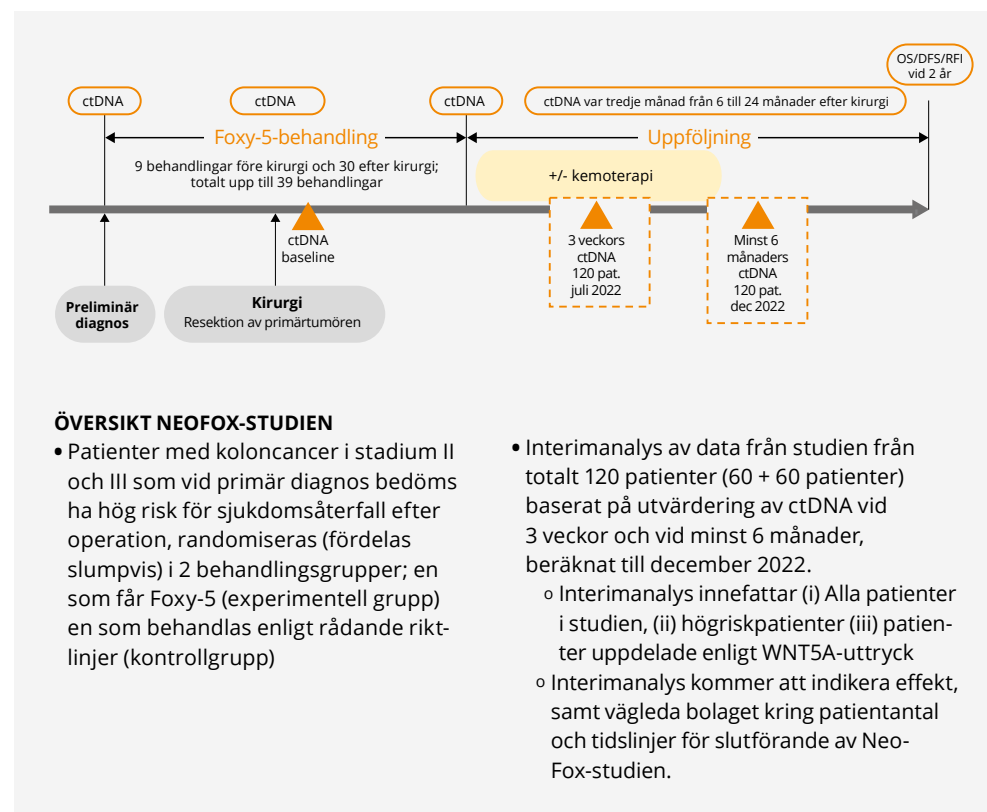 OS/DFS/RFI
vid 2 år
ctDNA
ctDNA
ctDNA
ctDNA var tredje månad från 6 till 24 månader efter kirurgi
Foxy-5-behandling
Uppföljning
9 behandlingar före kirurgi och 30 efter kirurgi;
totalt upp till 39 behandlingar
+/- kemoterapi
ctDNA
baseline
3 veckors
ctDNA
120 pat.
juli 2022
Minst 6
månaders
ctDNA
120 pat.
dec 2022
Preliminär
diagnos
Kirurgi
Resektion av primärtumören
ÖVERSIKT NEOFOX-STUDIEN
• Patienter med koloncancer i stadium II
och III som vid primär diagnos bedöms
ha hög risk för sjukdomsåterfall efter
operation, randomiseras (fördelas
slumpvis) i 2 behandlingsgrupper; en
som får Foxy-5 (experimentell grupp)
en som behandlas enligt rådande rikt-
linjer (kontrollgrupp)
• Interimanalys av data från studien från
totalt 120 patienter (60 + 60 patienter)
baserat på utvärdering av ctDNA vid
3 veckor och vid minst 6 månader,
beräknat till december 2022.
o Interimanalys innefattar (i) Alla patienter
i studien, (ii) högriskpatienter (iii) patien-
ter uppdelade enligt WNT5A-uttryck
o Interimanalys kommer att indikera effekt,
samt vägleda bolaget kring patientantal
och tidslinjer för slutförande av Neo-
Fox-studien.